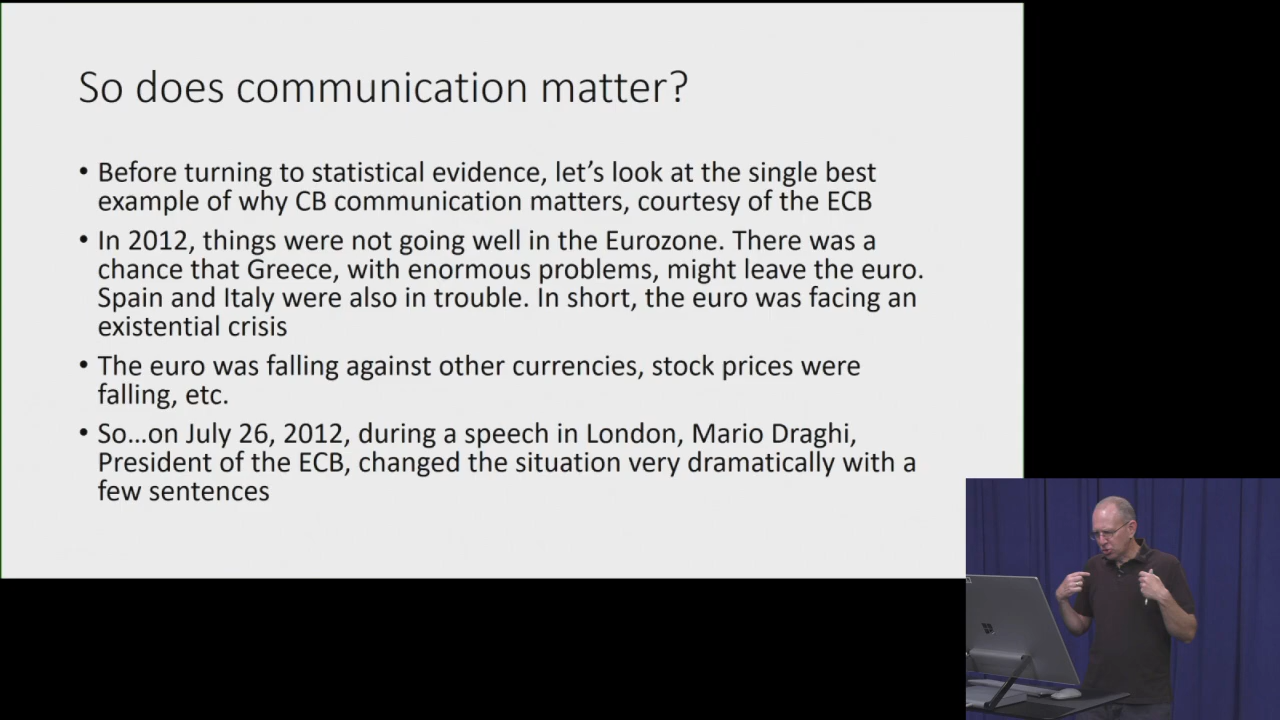 So does communication matter?
• Before turning to statistical evidence, let’s look at the single best
example of why CB communication matters, courtesy of the ECB
• In 2012, things were not going well in the Eurozone. There was a
chance that Greece, with enormous problems, might leave the euro.
Spain and Italy were also in trouble. In short, the euro was facing an
existential crisis
• The euro was falling against other currencies, stock prices were
falling, etc.
• So…on July 26, 2012, during a speech in London, Mario Draghi,
President of the ECB, changed the situation very dramatically with a
few sentences